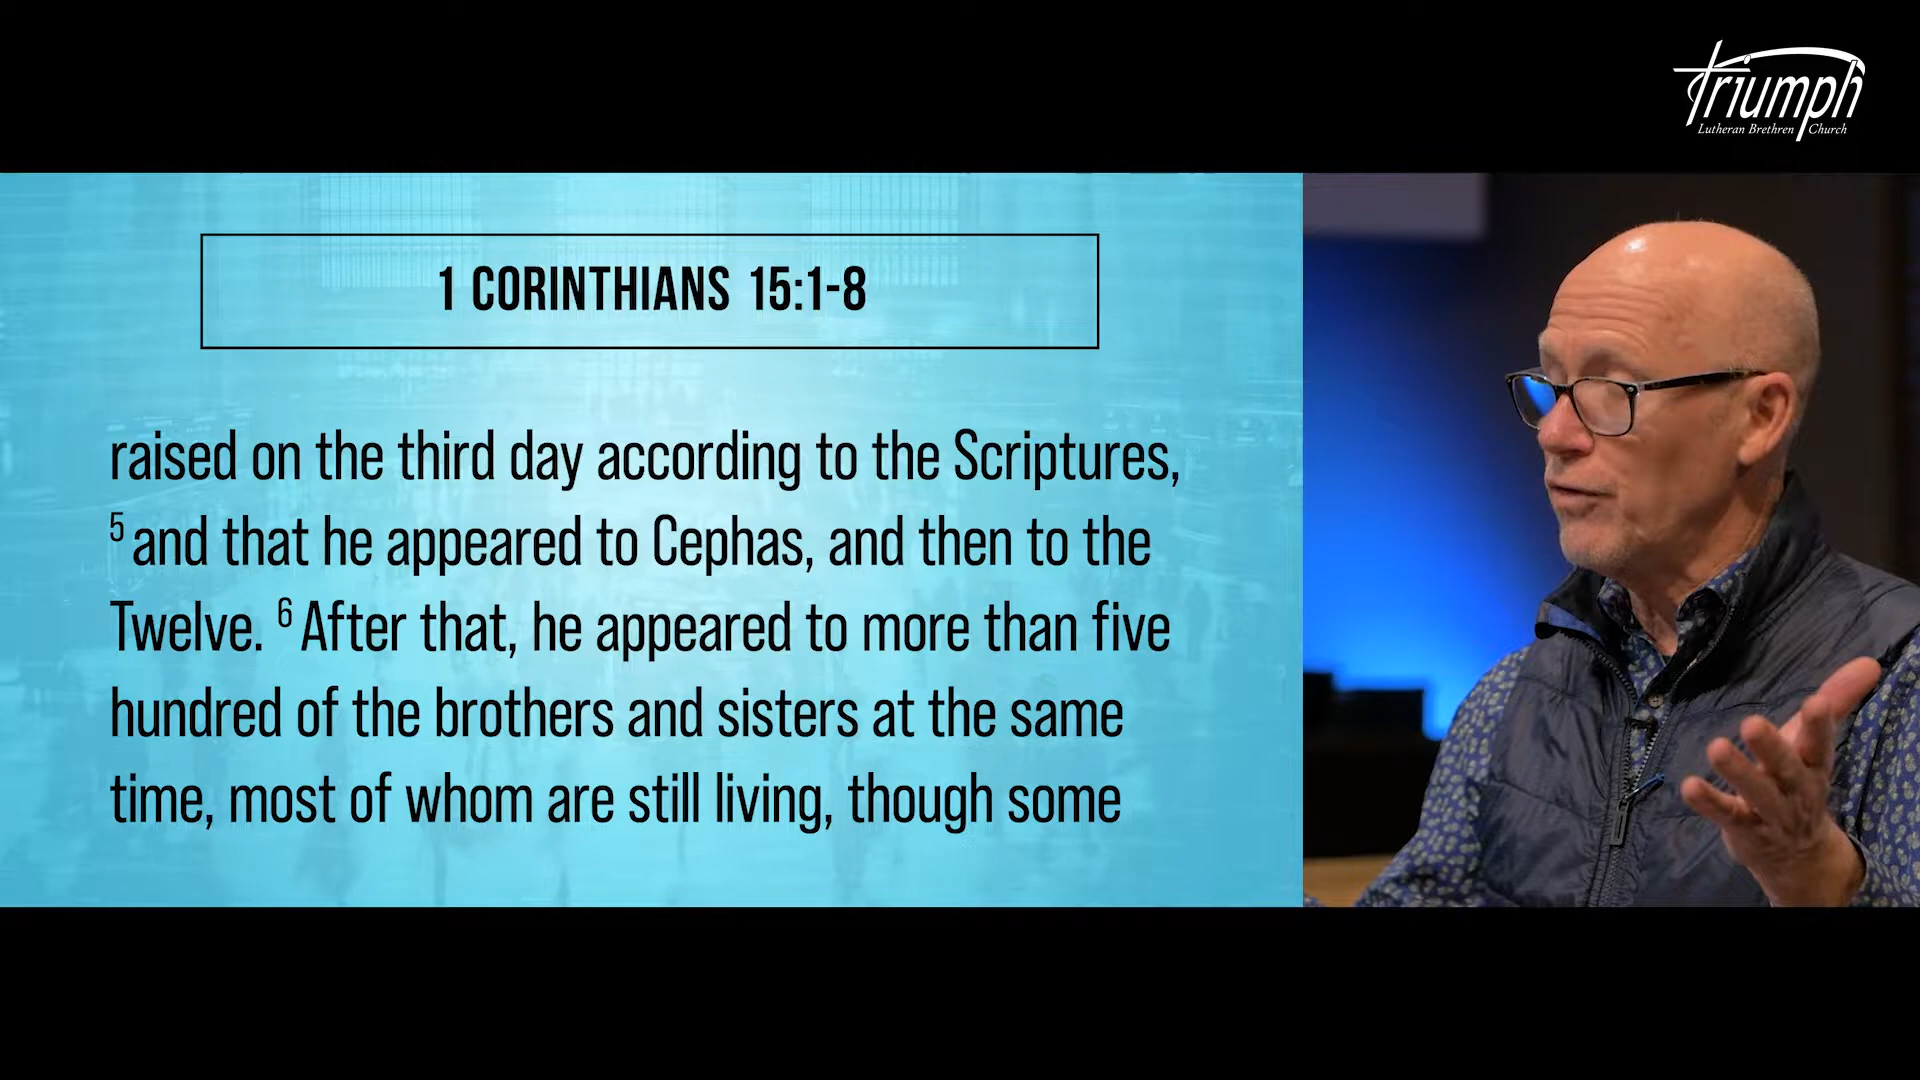 Triumph
Lutheran Brethren Church
1 CORINTHIANS 15:1-8
raised on the third day according to the Scriptures,
5 and that he appeared to Cephas, and then to the
Twelve. 6 After that, he appeared to more than five
hundred of the brothers and sisters at the same
time, most of whom are still living, though some